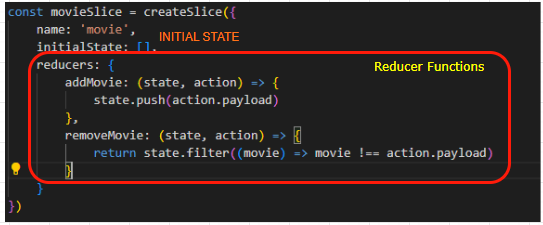 const movieSlice = createSlice({
name: 'movie',
INITIAL STATE
initialState: [],
reducers: {
Reducer Functions
addMovie: (state, action) => {
state.push(action.payload)
},
removeMovie: (state, action) => {
return state.filter((movie) => movie !== action.payload)
}
}
})